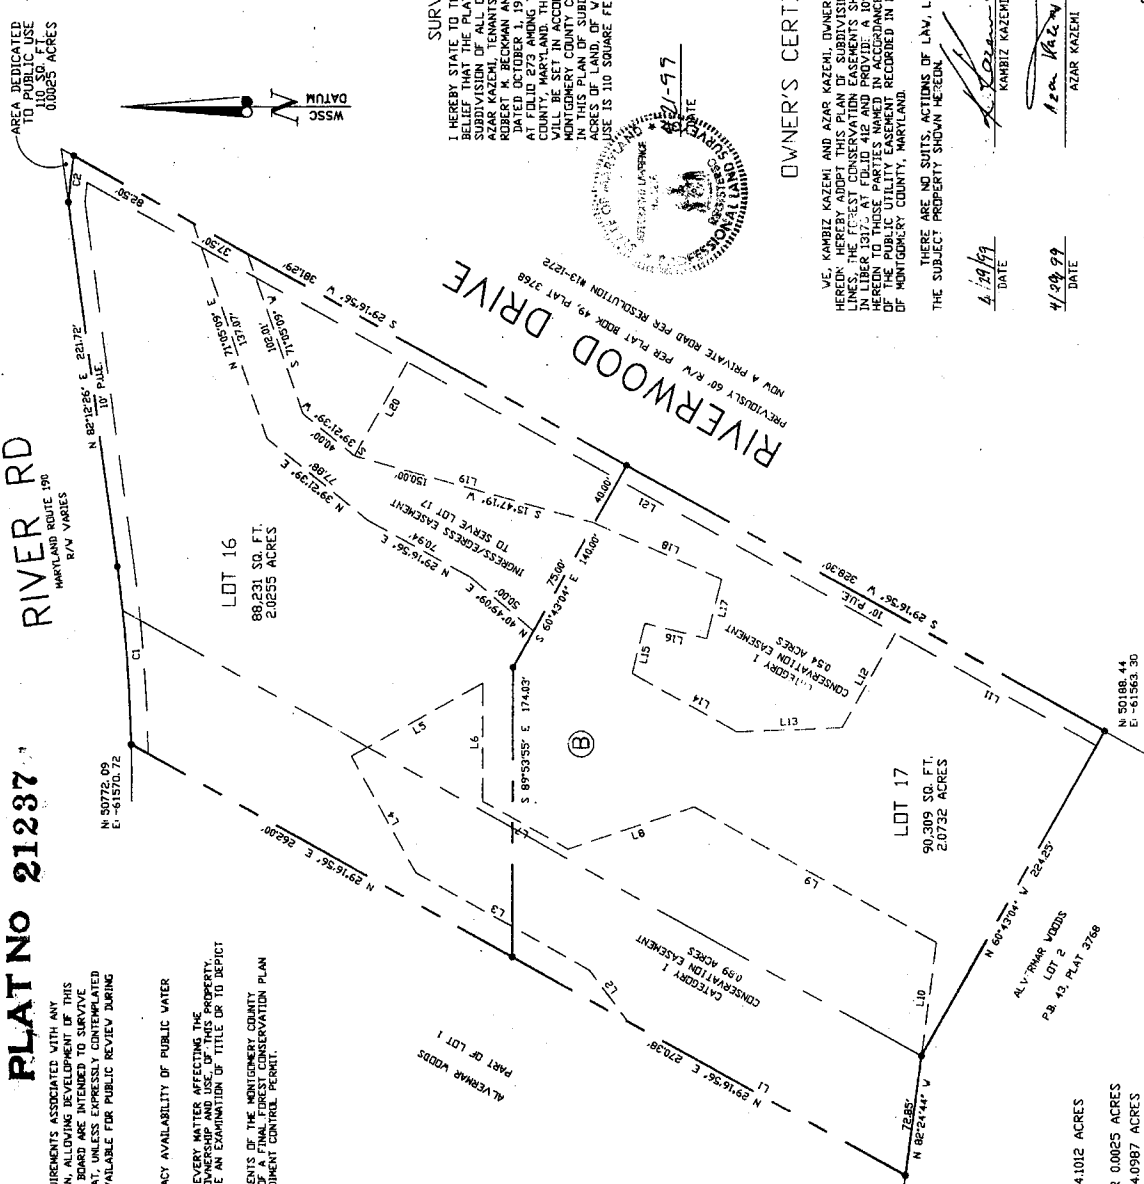 PLAT NO 21237
RIVER RD
MARYLAND ROUTE 190
R/W VARIES
AREA DEDICATED
TO PUBLIC USE
110 SQ. FT.
0.0025 ACRES
WSSC
DATUM
N
N: 50772.09
E: -61570.72
C1
N 82°12'26" E 221.72'
10' P.U.E.
C2
82.50'
37.50'
S 29°16'56" W 381.29'
N 71°05'09" E
137.07'
102.01'
S 71°05'09" W
S 39°21'39" W
40.00'
N 39°21'39" E
77.88'
L20
150.00'
L19
S 15°47'19" W
INGRESS/EGRESS EASEMENT
TO SERVE LOT 17
N 29°16'56" E
70.94'
N 40°49'09" E
50.00'
LOT 16
88,231 SQ. FT.
2.0255 ACRES
RIVERWOOD DRIVE
PREVIOUSLY 60' R/W PER PLAT BOOK 49, PLAT 3768
NOW A PRIVATE ROAD PER RESOLUTION #13-1272
40.00'
75.00'
S 60°43'04" E 140.00'
S 89°53'55" E 174.03'
N 29°16'56" E 262.00'
L3
L4
L5
L6
L7
L8
L9
L10
L2
L1
N 29°16'56" E 270.38'
L11
L12
L13
L14
L15
L16
L17
L18
L21
10' P.U.E.
S 29°16'56" W 328.30'
CONSERVATION EASEMENT
0.54 ACRES
CATEGORY I
CONSERVATION EASEMENT
0.89 ACRES
B
LOT 17
90,309 SQ. FT.
2.0732 ACRES
N 60°43'04" W 224.25'
N 82°24'44" W
72.85'
ALVERMAR WOODS
PART OF LOT 1
LOT 2
P.B. 43, PLAT 3768
N: 50188.44
E: -61563.30
IREMENTS ASSOCIATED WITH ANY
N, ALLOWING DEVELOPMENT OF THIS
BOARD ARE INTENDED TO SURVIVE
AT, UNLESS EXPRESSLY CONTEMPLATED
AILABLE FOR PUBLIC REVIEW DURING
ACY AVAILABILITY OF PUBLIC WATER
EVERY MATTER AFFECTING THE
OWNERSHIP AND USE, OF THIS PROPERTY.
E AN EXAMINATION OF TITLE OR TO DEPICT
ENTS OF THE MONTGOMERY COUNTY
OF A FINAL FOREST CONSERVATION PLAN
DIMENT CONTROL PERMIT.
4.1012 ACRES
0.0025 ACRES
4.0987 ACRES
SURV
I HEREBY STATE TO T
BELIEF THAT THE PLAT
SUBDIVISION OF ALL
AZAR KAZEMI, TENANTS
ROBERT M. BECKMAN AN
DATED OCTOBER 1, 19
AT FOLIO 273 AMONG
COUNTY, MARYLAND. TH
WILL BE SET IN ACCOR
MONTGOMERY COUNTY C
IN THIS PLAN OF SUBD
ACRES OF LAND, OF W
USE IS 110 SQUARE FE
21-99
DATE
OWNER'S CERT
WE, KAMBIZ KAZEMI AND AZAR KAZEMI, OWNER
HEREON, HEREBY ADOPT THIS PLAN OF SUBDIVISI
LINES, THE FOREST CONSERVATION EASEMENTS SH
AT FOLIO 412 AND PROVIDE A 10'
HEREON TO THOSE PARTIES NAMED IN ACCORDANCE
OF THE PUBLIC UTILITY EASEMENT RECORDED IN
OF MONTGOMERY COUNTY, MARYLAND.
THERE ARE NO SUITS, ACTIONS OF LAW, L
THE SUBJECT PROPERTY SHOWN HEREON.
DATE
KAMBIZ KAZEMI
4/29/99
DATE
AZAR KAZEMI